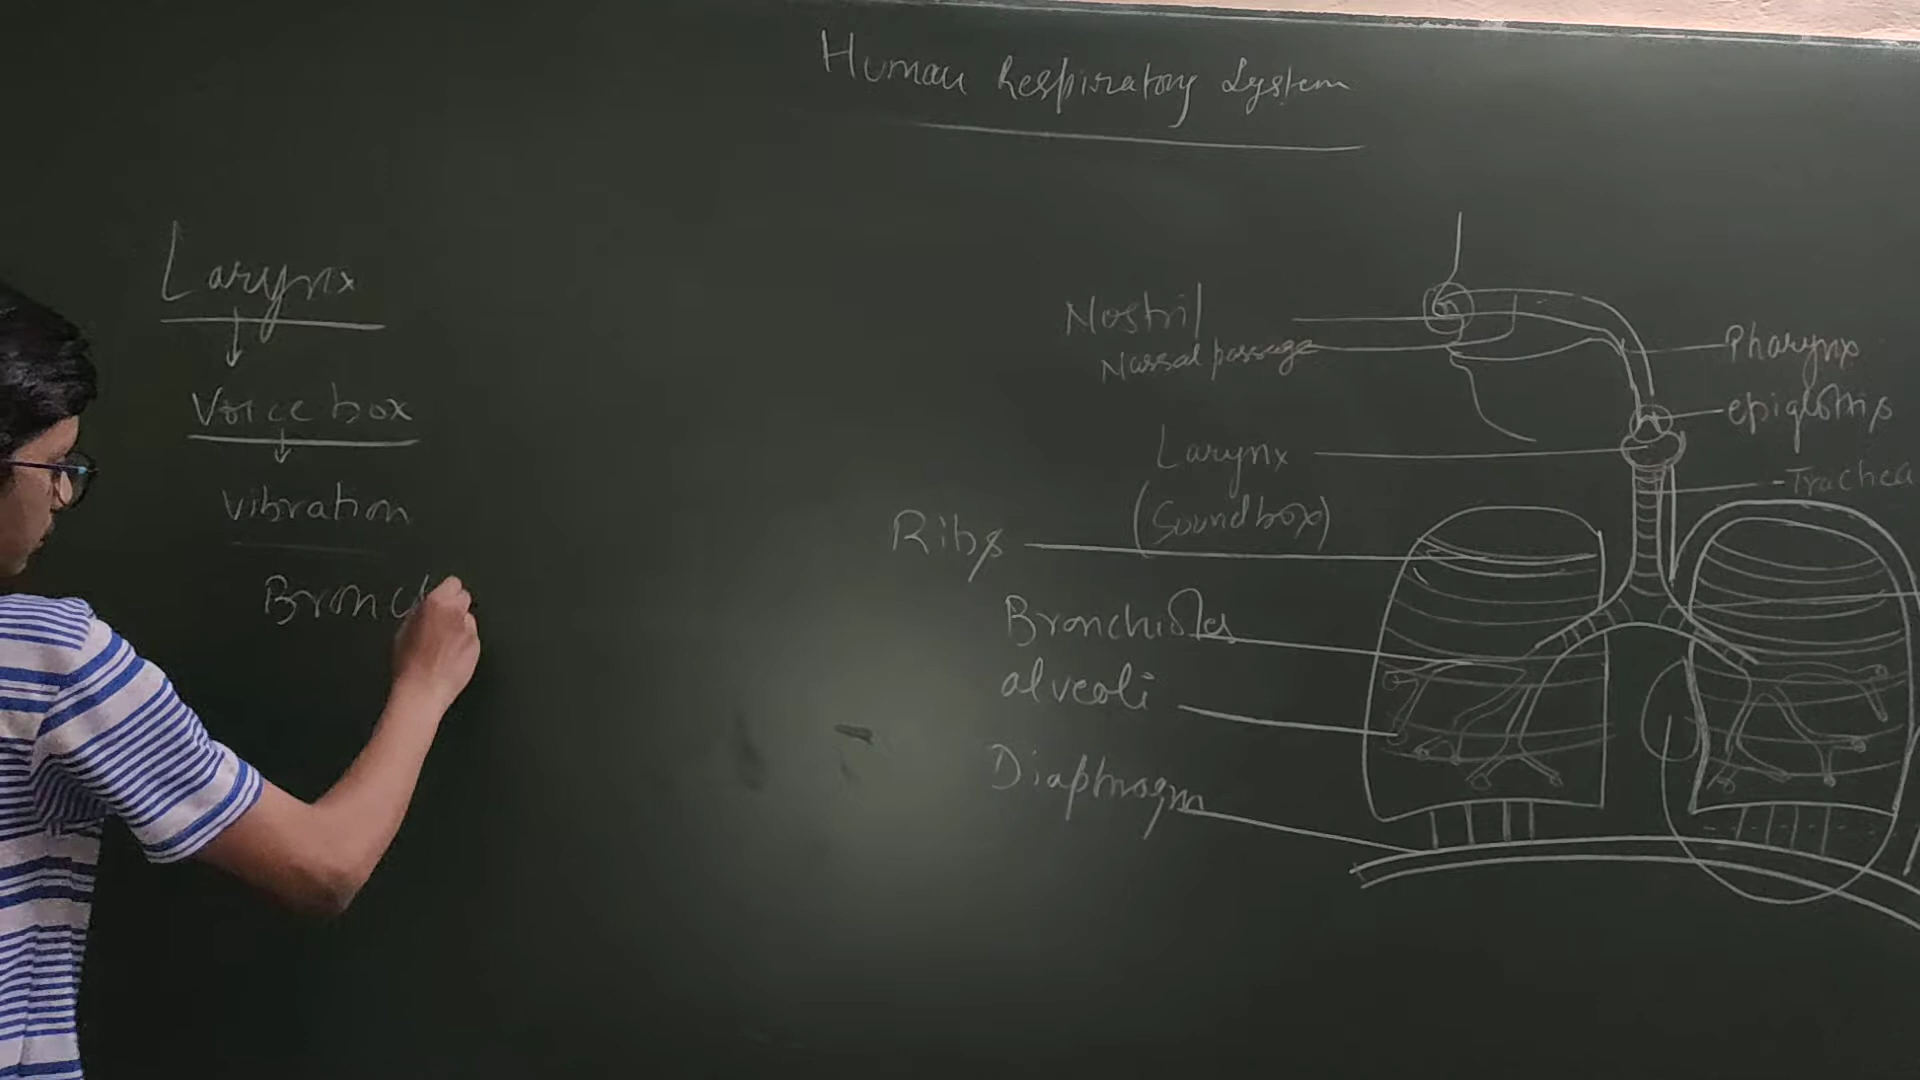 Human Respiratory System
Larynx
Voice box
vibration
Bronc
Nostril
Nassal passage
Larynx
(Soundbox)
Ribs
Bronchioles
alveoli
Diaphragm
Pharynx
epiglottis
Trachea